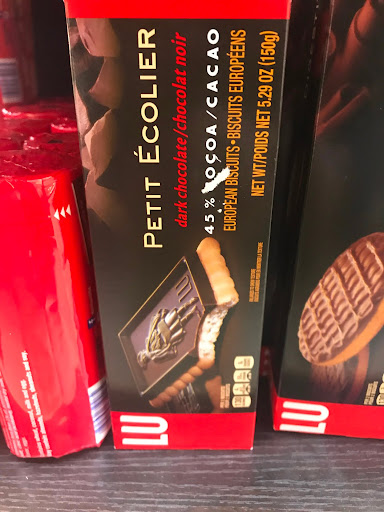 PETIT ÉCOLIER
dark chocolate/chocolat noir
45% COCOA/CACAO
EUROPEAN BISCUITS•BISCUITS EUROPÉENS
NET WT/POIDS NET 5.29 OZ (150g)
LU
LU
LU